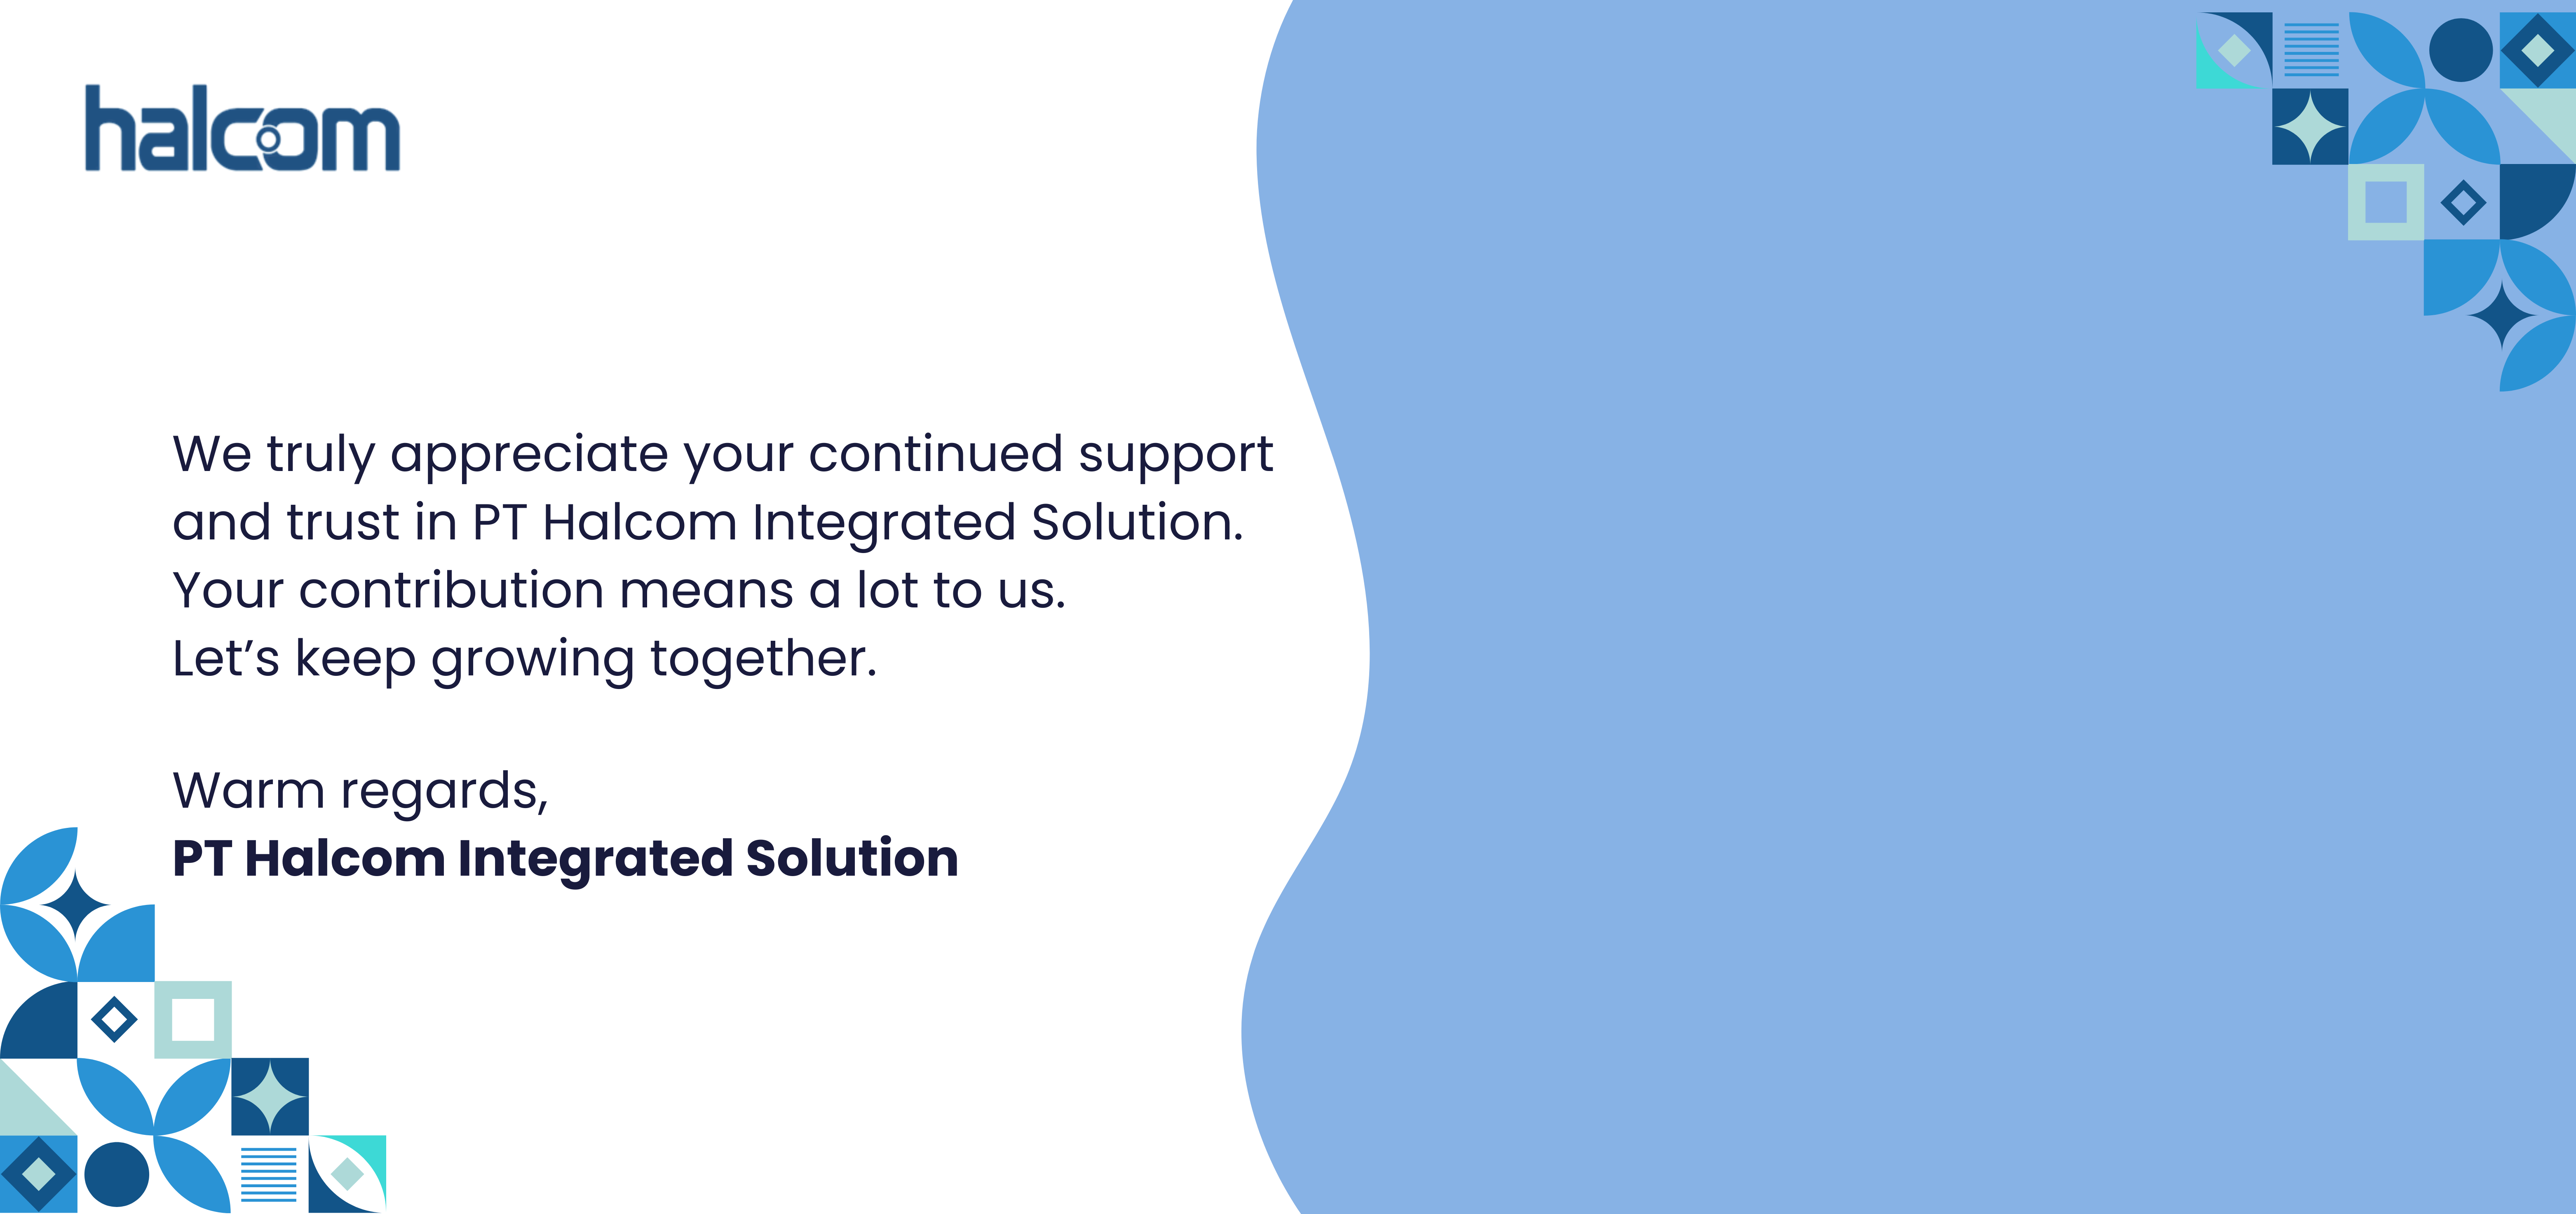 halcom
We truly appreciate your continued support
and trust in PT Halcom Integrated Solution.
Your contribution means a lot to us.
Let’s keep growing together.
Warm regards,
PT Halcom Integrated Solution